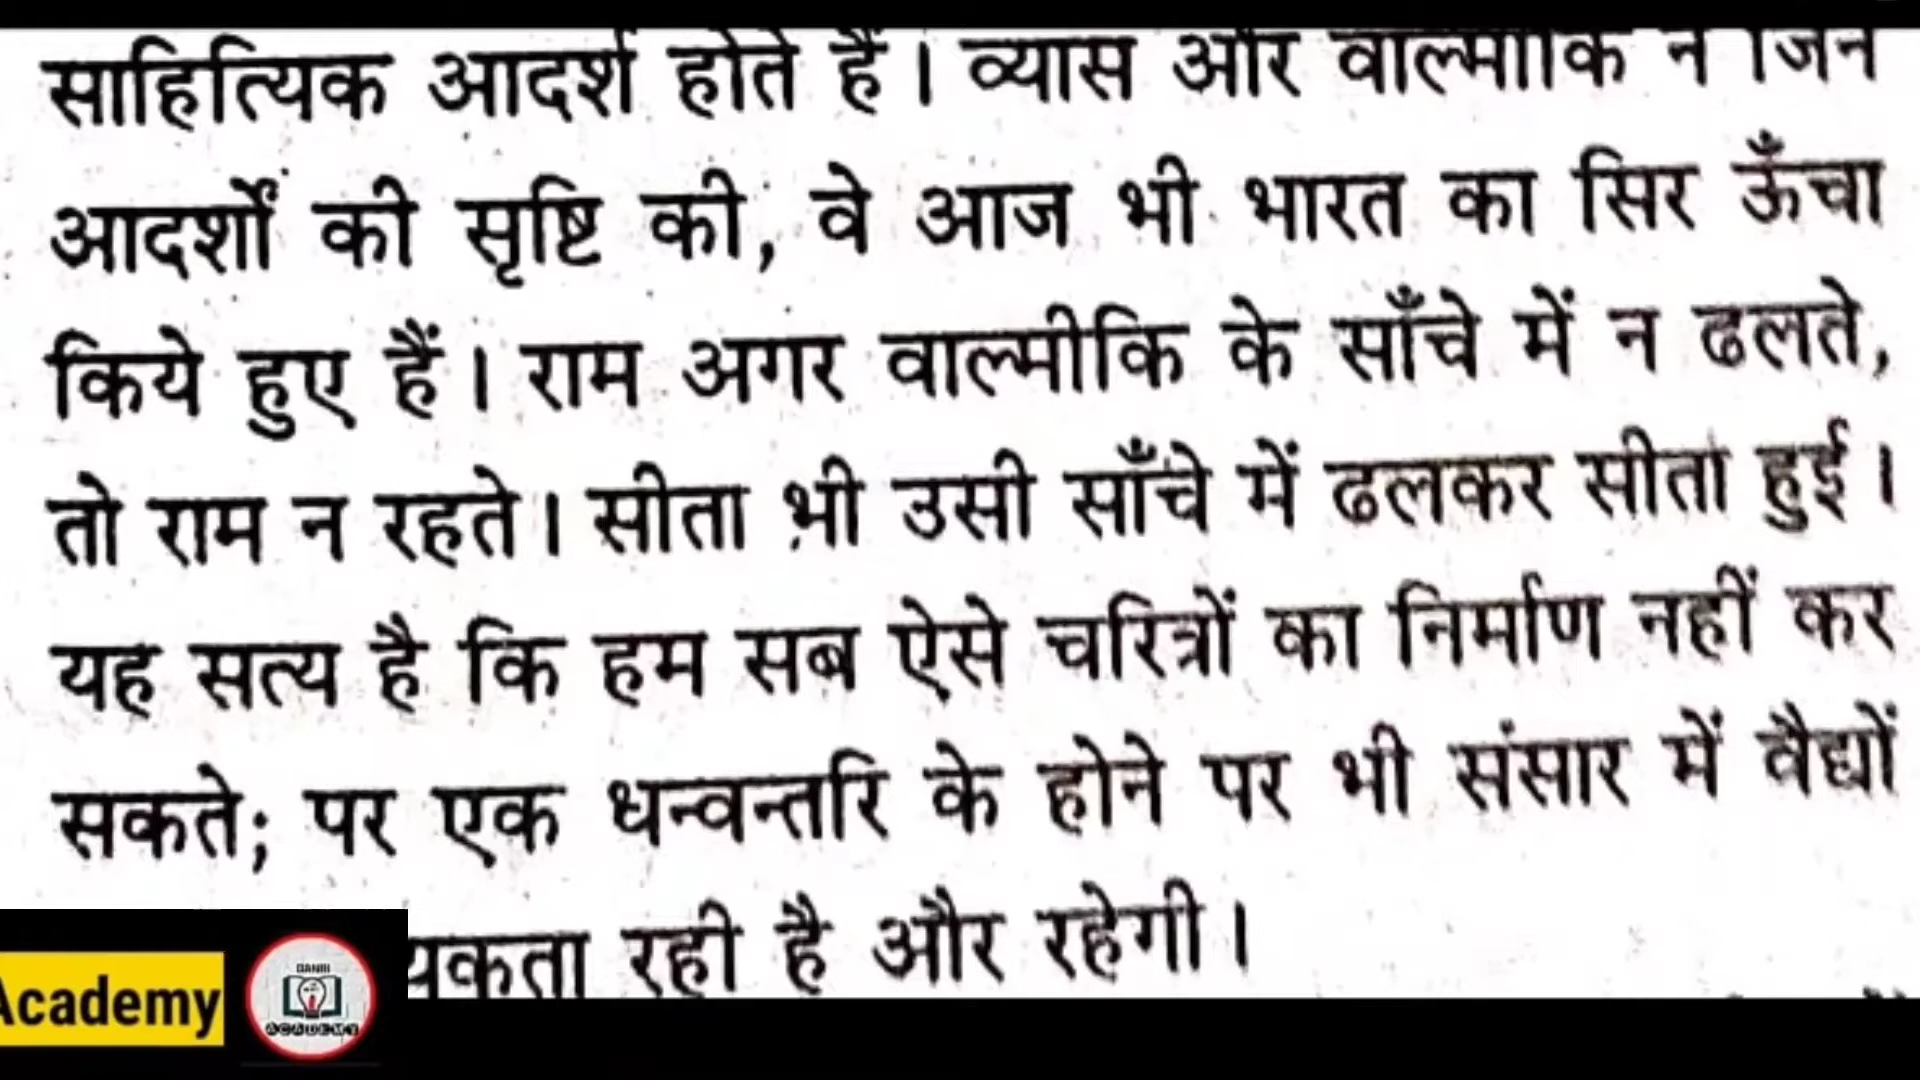 साहित्यिक आदर्श होते हैं। व्यास और वाल्मीकि ने जिन
आदर्शों की सृष्टि की, वे आज भी भारत का सिर ऊँचा
किये हुए हैं। राम अगर वाल्मीकि के साँचे में न ढलते,
तो राम न रहते। सीता भी उसी साँचे में ढलकर सीता हुई।
यह सत्य है कि हम सब ऐसे चरित्रों का निर्माण नहीं कर
सकते; पर एक धन्वन्तरि के होने पर भी संसार में वैद्यों
यकता रही है और रहेगी।
Academy
ACADEMY